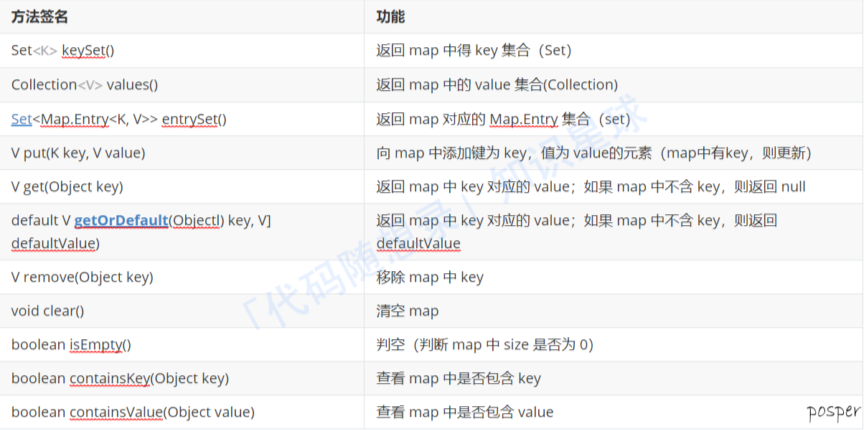 方法签名 功能
Set<K> keySet() 返回 map 中得 key 集合（Set）
Collection<V> values() 返回 map 中的 value 集合(Collection)
Set<Map.Entry<K, V>> entrySet() 返回 map 对应的 Map.Entry 集合（set）
V put(K key, V value) 向 map 中添加键为 key，值为 value的元素（map中有key，则更新）
V get(Object key) 返回 map 中 key 对应的 value；如果 map 中不含 key，则返回 null
default V getOrDefault(Objectl) key, V] 返回 map 中 key 对应的 value；如果 map 中不含 key，则返回
defaultValue) defaultValue
V remove(Object key) 移除 map 中 key
void clear() 清空 map
boolean isEmpty() 判空（判断 map 中 size 是否为 0）
boolean containsKey(Object key) 查看 map 中是否包含 key
boolean containsValue(Object value) 查看 map 中是否包含 value
「代码随想录」知识星球
posper